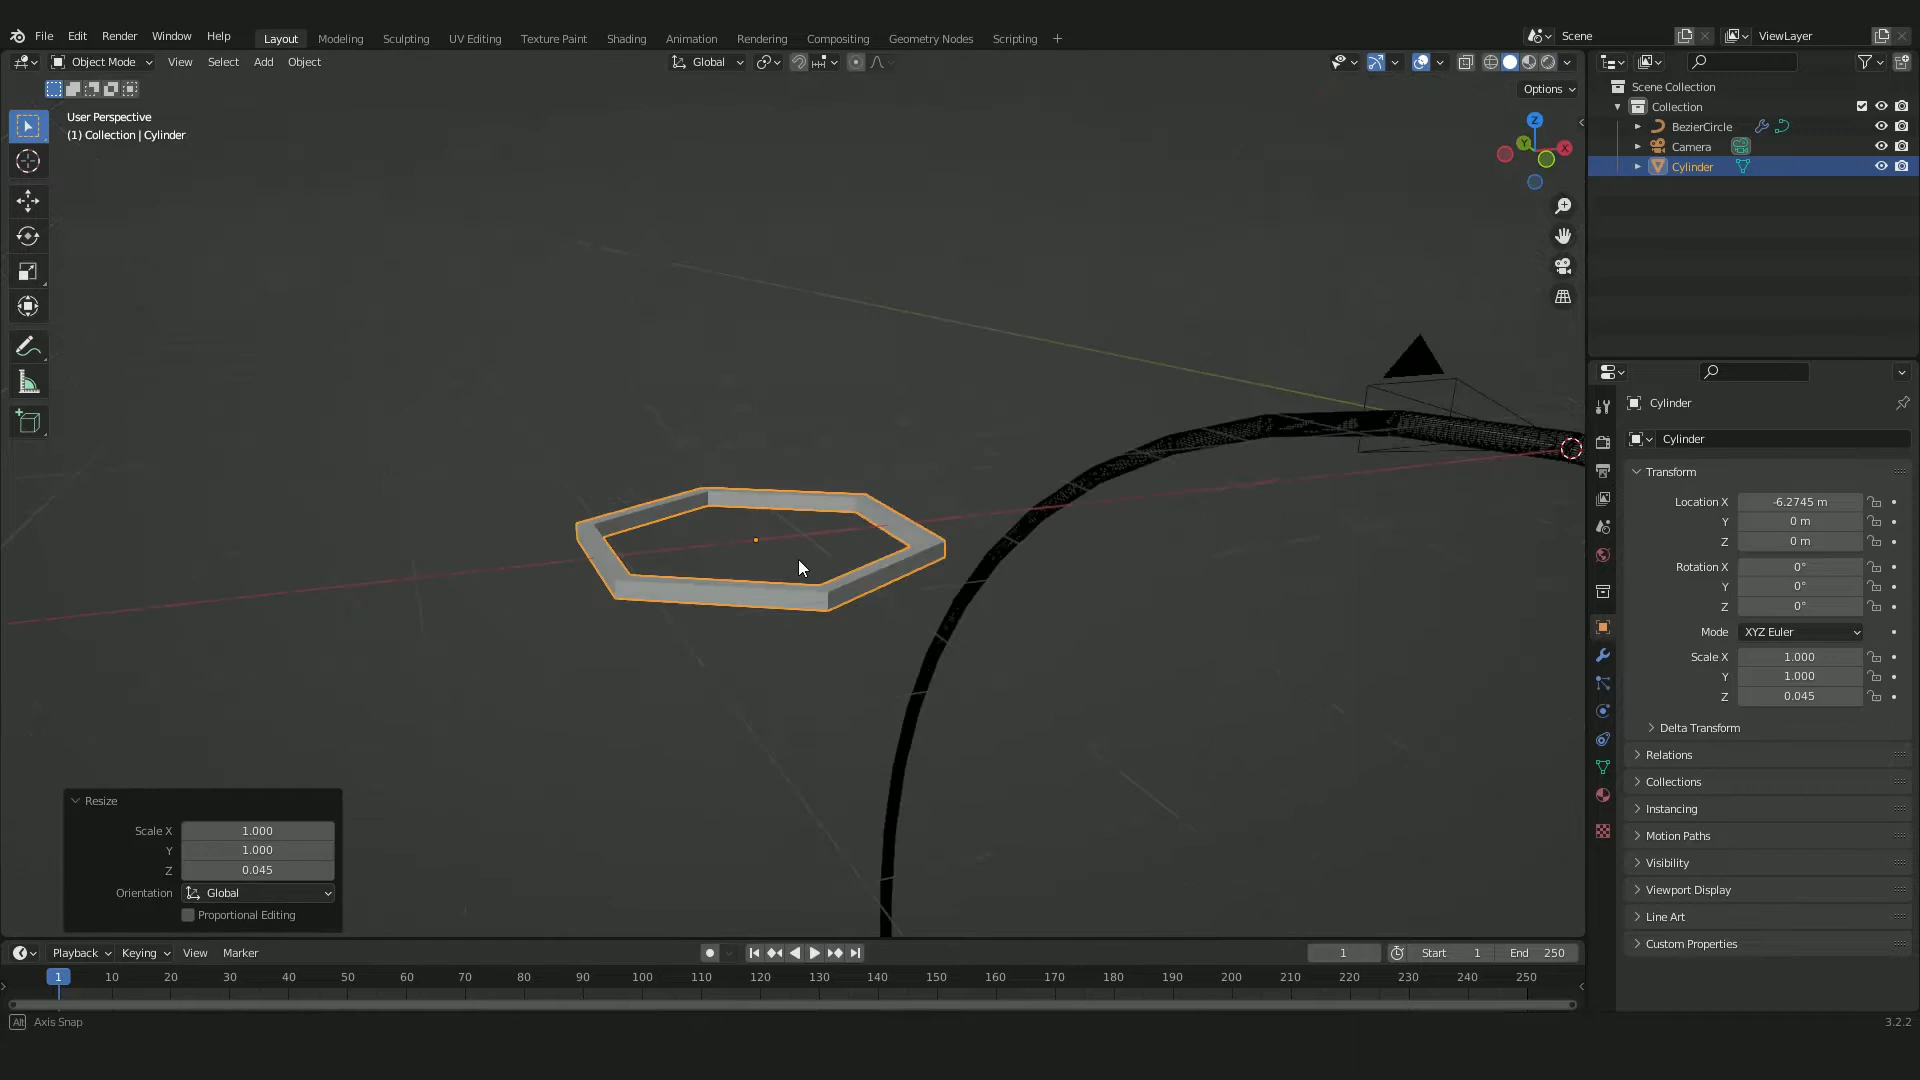 File Edit Render Window Help Layout Modeling Sculpting UV Editing Texture Paint Shading Animation Rendering Compositing Geometry Nodes Scripting + Scene ViewLayer
Object Mode View Select Add Object Global
Options
User Perspective
(1) Collection | Cylinder
Z
Y
X
Scene Collection
Collection
BezierCircle
Camera
Cylinder
Cylinder
Cylinder
Transform
Location X -6.2745 m
Y 0 m
Z 0 m
Rotation X 0°
Y 0°
Z 0°
Mode XYZ Euler
Scale X 1.000
Y 1.000
Z 0.045
Delta Transform
Relations
Collections
Instancing
Motion Paths
Visibility
Viewport Display
Line Art
Custom Properties
Resize
Scale X 1.000
Y 1.000
Z 0.045
Orientation Global
Proportional Editing
Playback Keying View Marker 1 Start 1 End 250
1 10 20 30 40 50 60 70 80 90 100 110 120 130 140 150 160 170 180 190 200 210 220 230 240 250
Alt Axis Snap
3.2.2